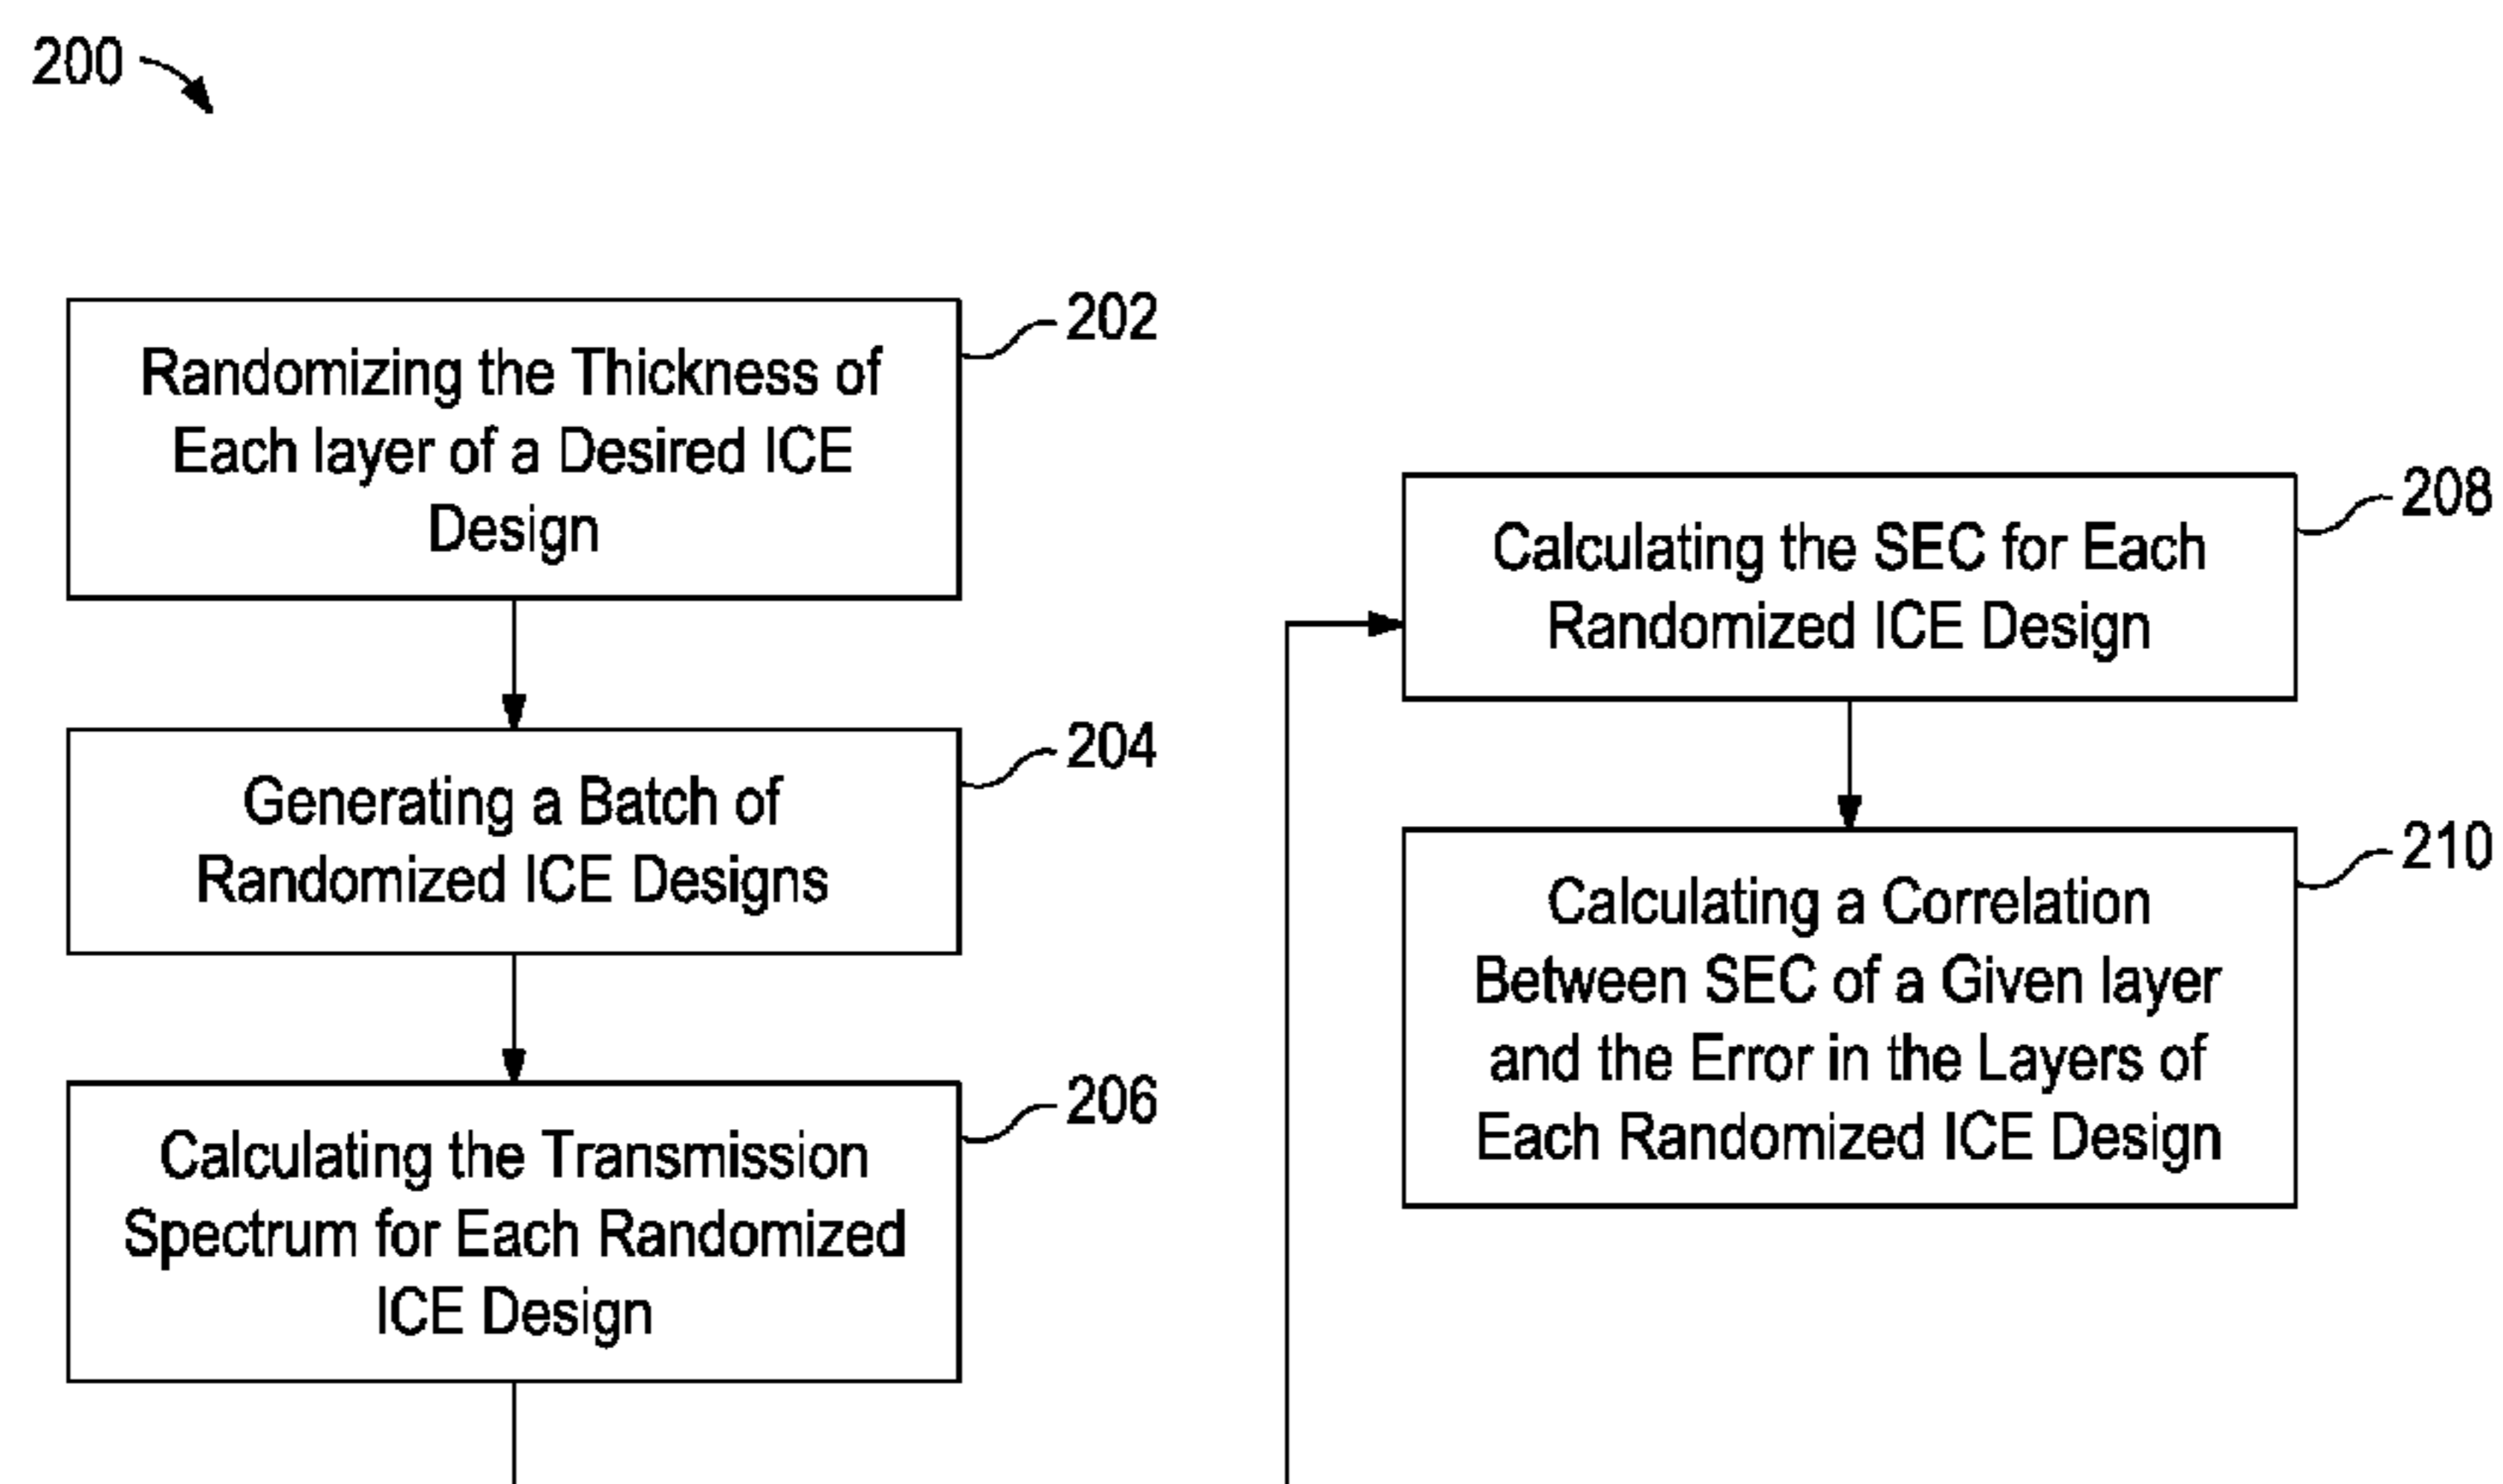 200
202
Randomizing the Thickness of
Each layer of a Desired ICE
Design
204
Generating a Batch of
Randomized ICE Designs
206
Calculating the Transmission
Spectrum for Each Randomized
ICE Design
208
Calculating the SEC for Each
Randomized ICE Design
210
Calculating a Correlation
Between SEC of a Given layer
and the Error in the Layers of
Each Randomized ICE Design